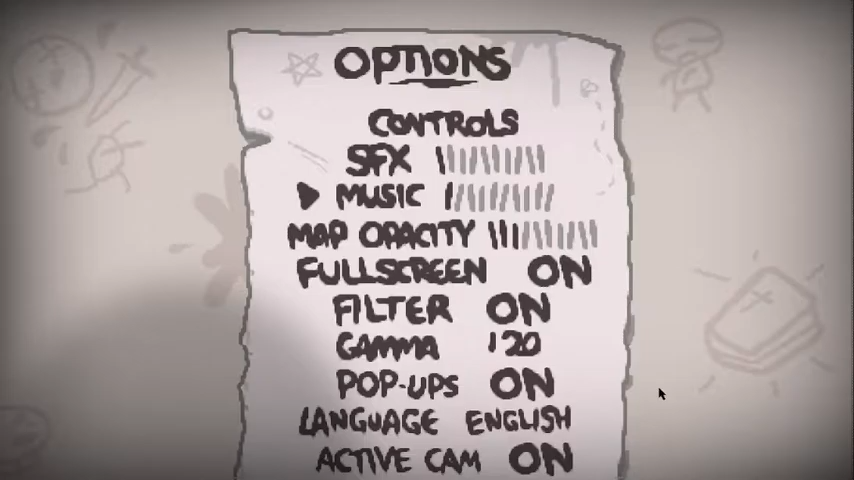 OPTIONS
CONTROLS
SFX
MUSIC
MAP OPACITY
FULLSCREEN ON
FILTER ON
GAMMA 120
POP-UPS ON
LANGUAGE ENGLISH
ACTIVE CAM ON